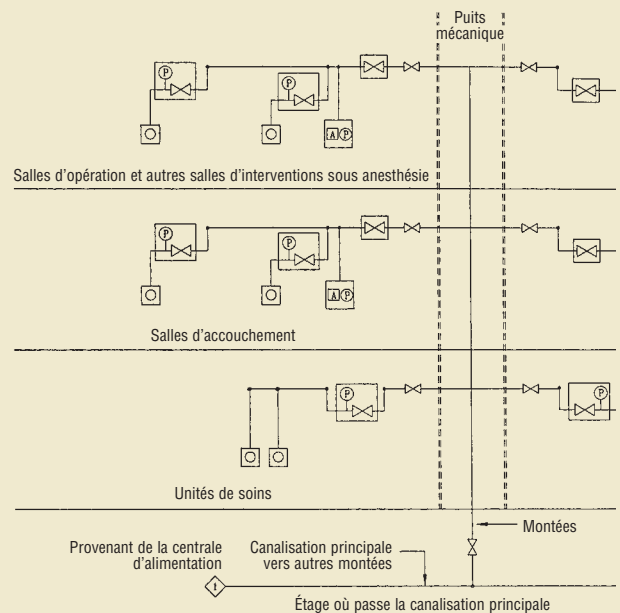 Puits
mécanique
P
P
A P
Salles d'opération et autres salles d'interventions sous anesthésie
P
P
A P
Salles d'accouchement
P
P
Unités de soins
Montées
Provenant de la centrale
d'alimentation
Canalisation principale
vers autres montées
1
Étage où passe la canalisation principale